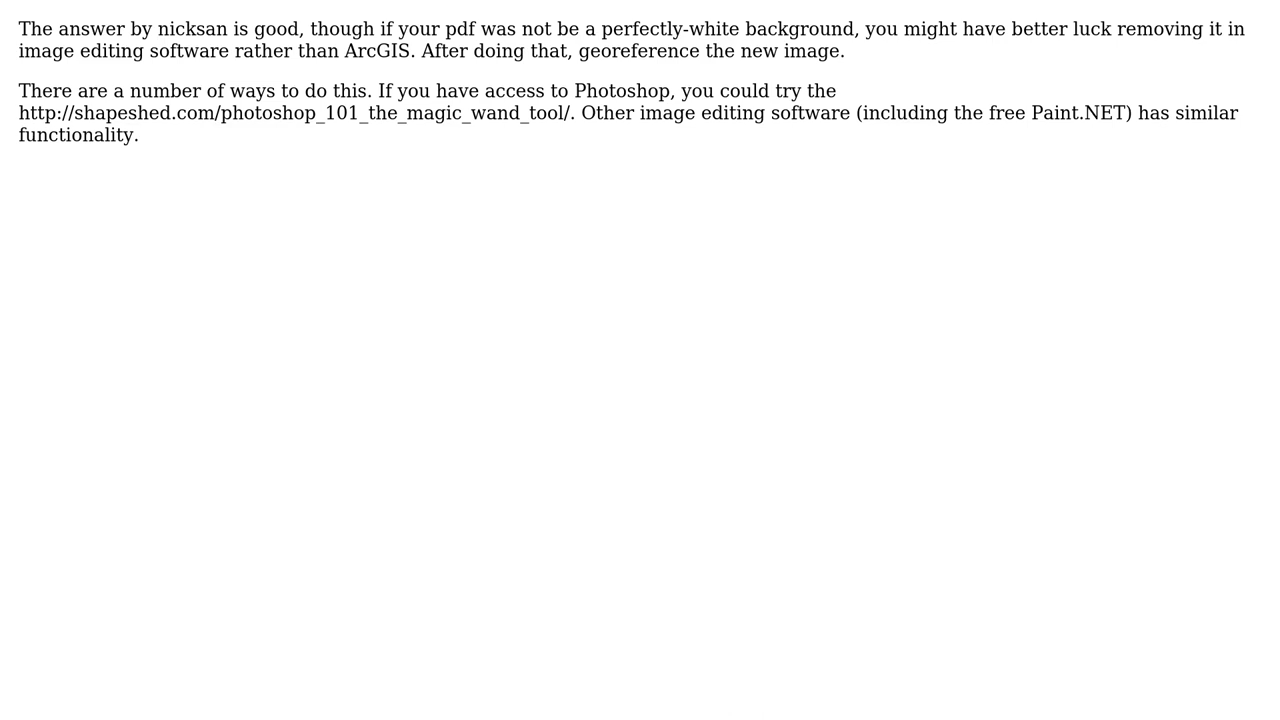 The answer by nicksan is good, though if your pdf was not be a perfectly-white background, you might have better luck removing it in
image editing software rather than ArcGIS. After doing that, georeference the new image.
There are a number of ways to do this. If you have access to Photoshop, you could try the
http://shapeshed.com/photoshop_101_the_magic_wand_tool/. Other image editing software (including the free Paint.NET) has similar
functionality.